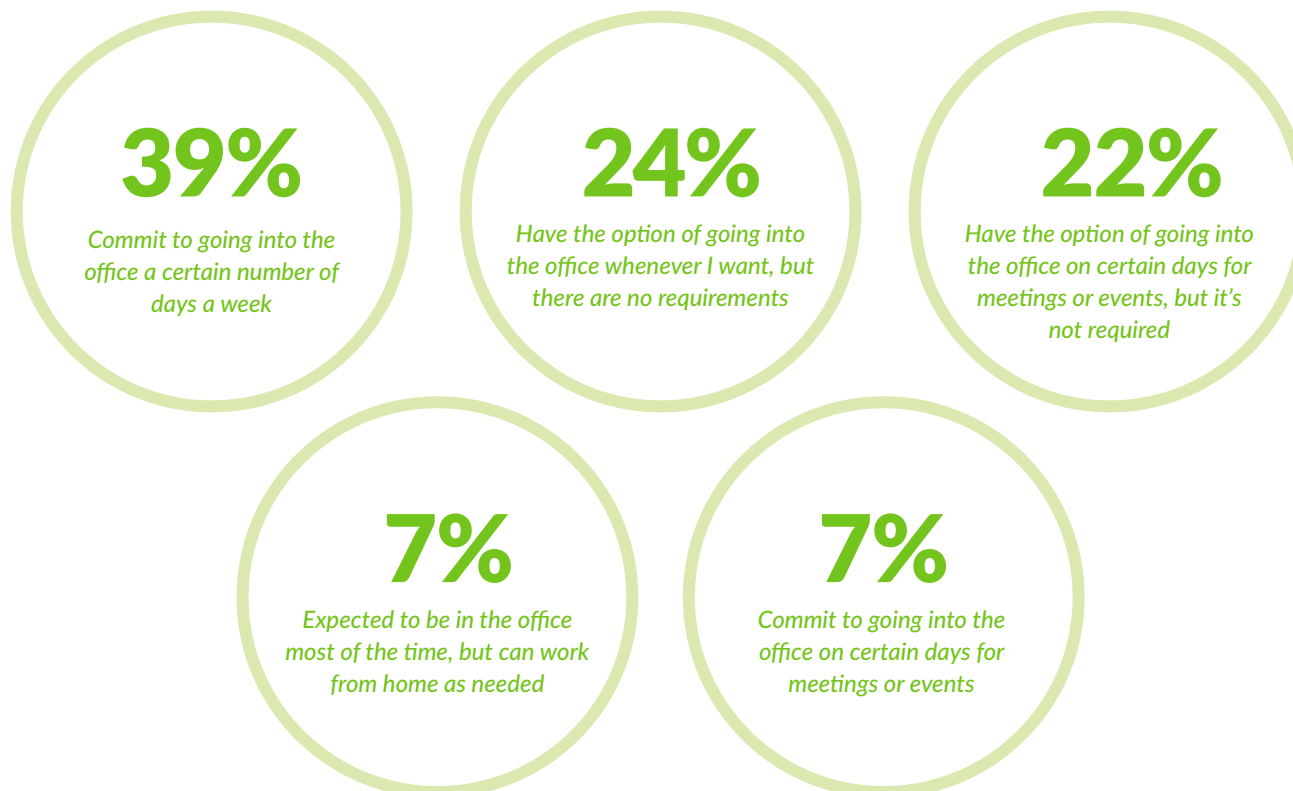 39%
Commit to going into the
office a certain number of
days a week
24%
Have the option of going into
the office whenever I want, but
there are no requirements
22%
Have the option of going into
the office on certain days for
meetings or events, but it’s
not required
7%
Expected to be in the office
most of the time, but can work
from home as needed
7%
Commit to going into the
office on certain days for
meetings or events